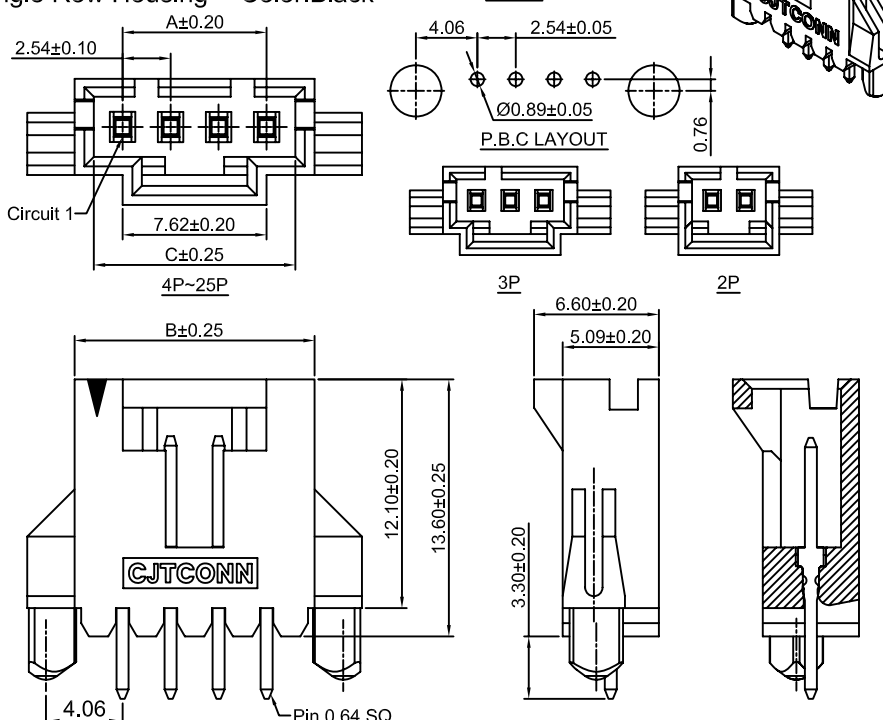 Single Row Housing Color:Black
A±0.20
2.54±0.10
Circuit 1
7.62±0.20
C±0.25
4P~25P
4.06
2.54±0.05
Ø0.89±0.05
P.B.C LAYOUT
0.76
3P
2P
CJTCONN
B±0.25
12.10±0.20
13.60±0.25
CJTCONN
4.06
Pin 0.64 SQ
6.60±0.20
5.09±0.20
3.30±0.20